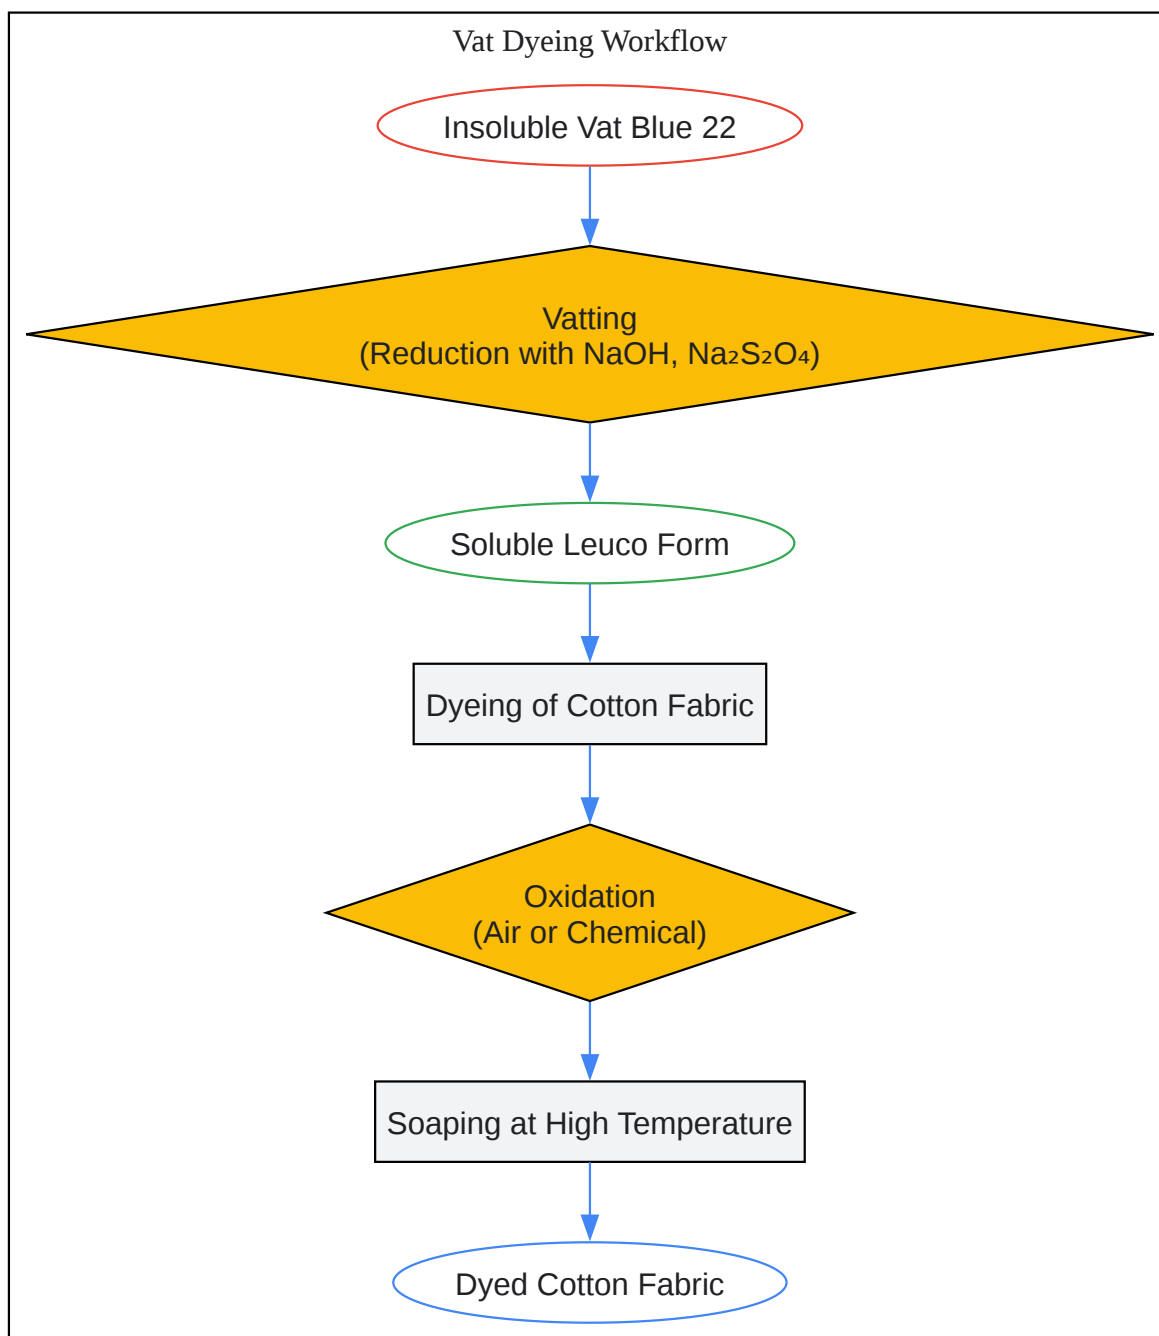 Vat Dyeing Workflow
Insoluble Vat Blue 22
Vatting
(Reduction with NaOH, Na₂S₂O₄)
Soluble Leuco Form
Dyeing of Cotton Fabric
Oxidation
(Air or Chemical)
Soaping at High Temperature
Dyed Cotton Fabric